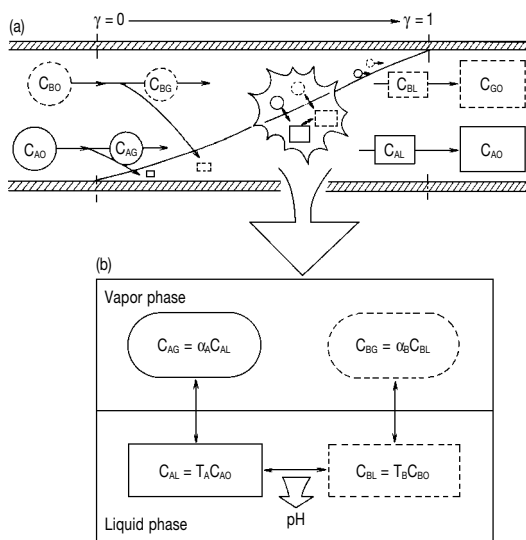 (a)
γ = 0
γ = 1
C_BO
C_BG
C_BL
C_GO
C_AO
C_AG
C_AL
C_AO
(b)
Vapor phase
C_AG = α_AC_AL
C_BG = α_BC_BL
C_AL = T_AC_AO
C_BL = T_BC_BO
pH
Liquid phase